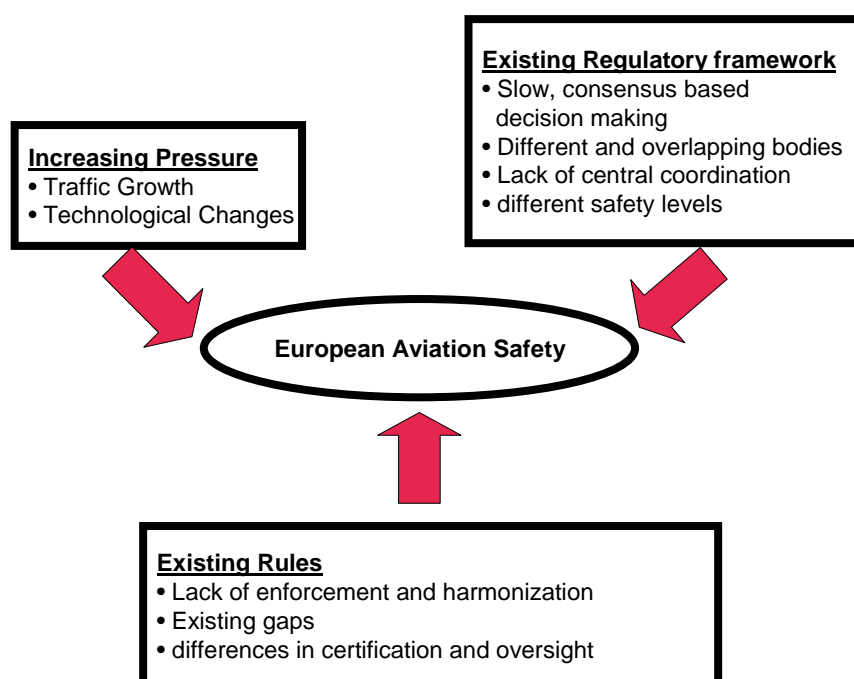 Existing Regulatory framework
• Slow, consensus based
decision making
• Different and overlapping bodies
• Lack of central coordination
• different safety levels
Increasing Pressure
• Traffic Growth
• Technological Changes
European Aviation Safety
Existing Rules
• Lack of enforcement and harmonization
• Existing gaps
• differences in certification and oversight